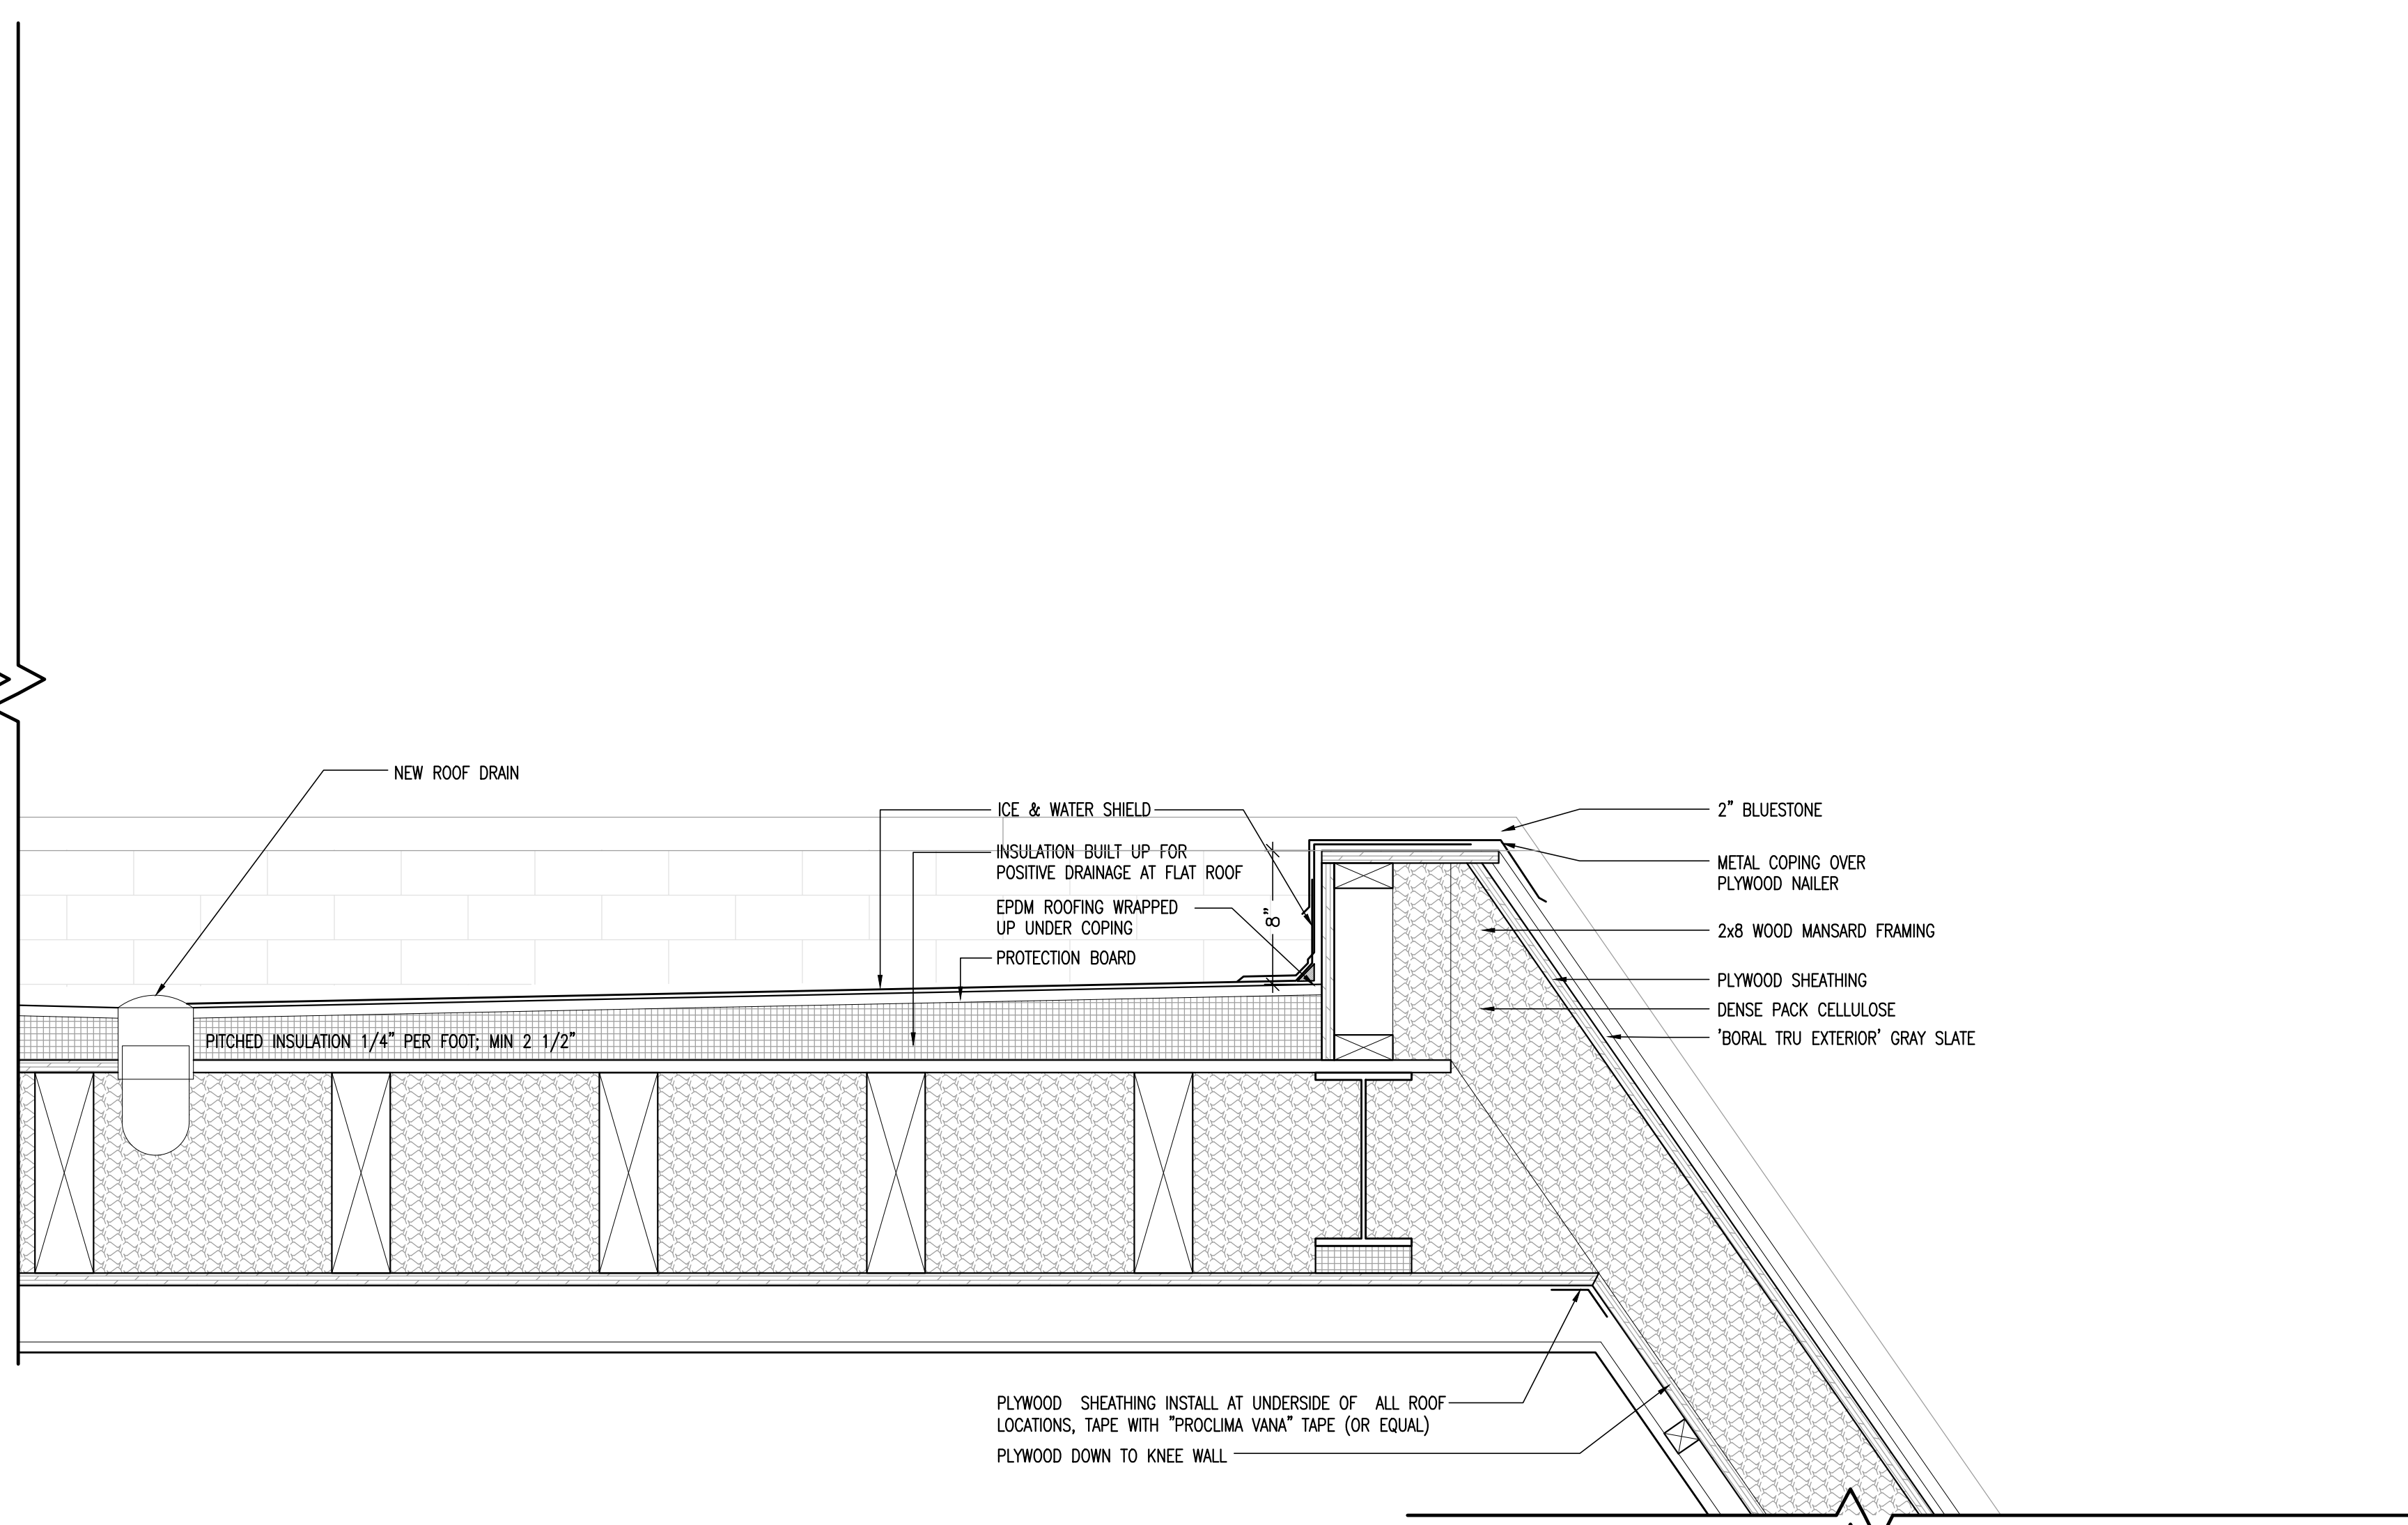 NEW ROOF DRAIN
ICE & WATER SHIELD
INSULATION BUILT UP FOR
POSITIVE DRAINAGE AT FLAT ROOF
EPDM ROOFING WRAPPED
UP UNDER COPING
PROTECTION BOARD
8"
2" BLUESTONE
METAL COPING OVER
PLYWOOD NAILER
2x8 WOOD MANSARD FRAMING
PLYWOOD SHEATHING
DENSE PACK CELLULOSE
'BORAL TRU EXTERIOR' GRAY SLATE
PITCHED INSULATION 1/4" PER FOOT; MIN 2 1/2"
PLYWOOD SHEATHING INSTALL AT UNDERSIDE OF ALL ROOF
LOCATIONS, TAPE WITH "PROCLIMA VANA" TAPE (OR EQUAL)
PLYWOOD DOWN TO KNEE WALL